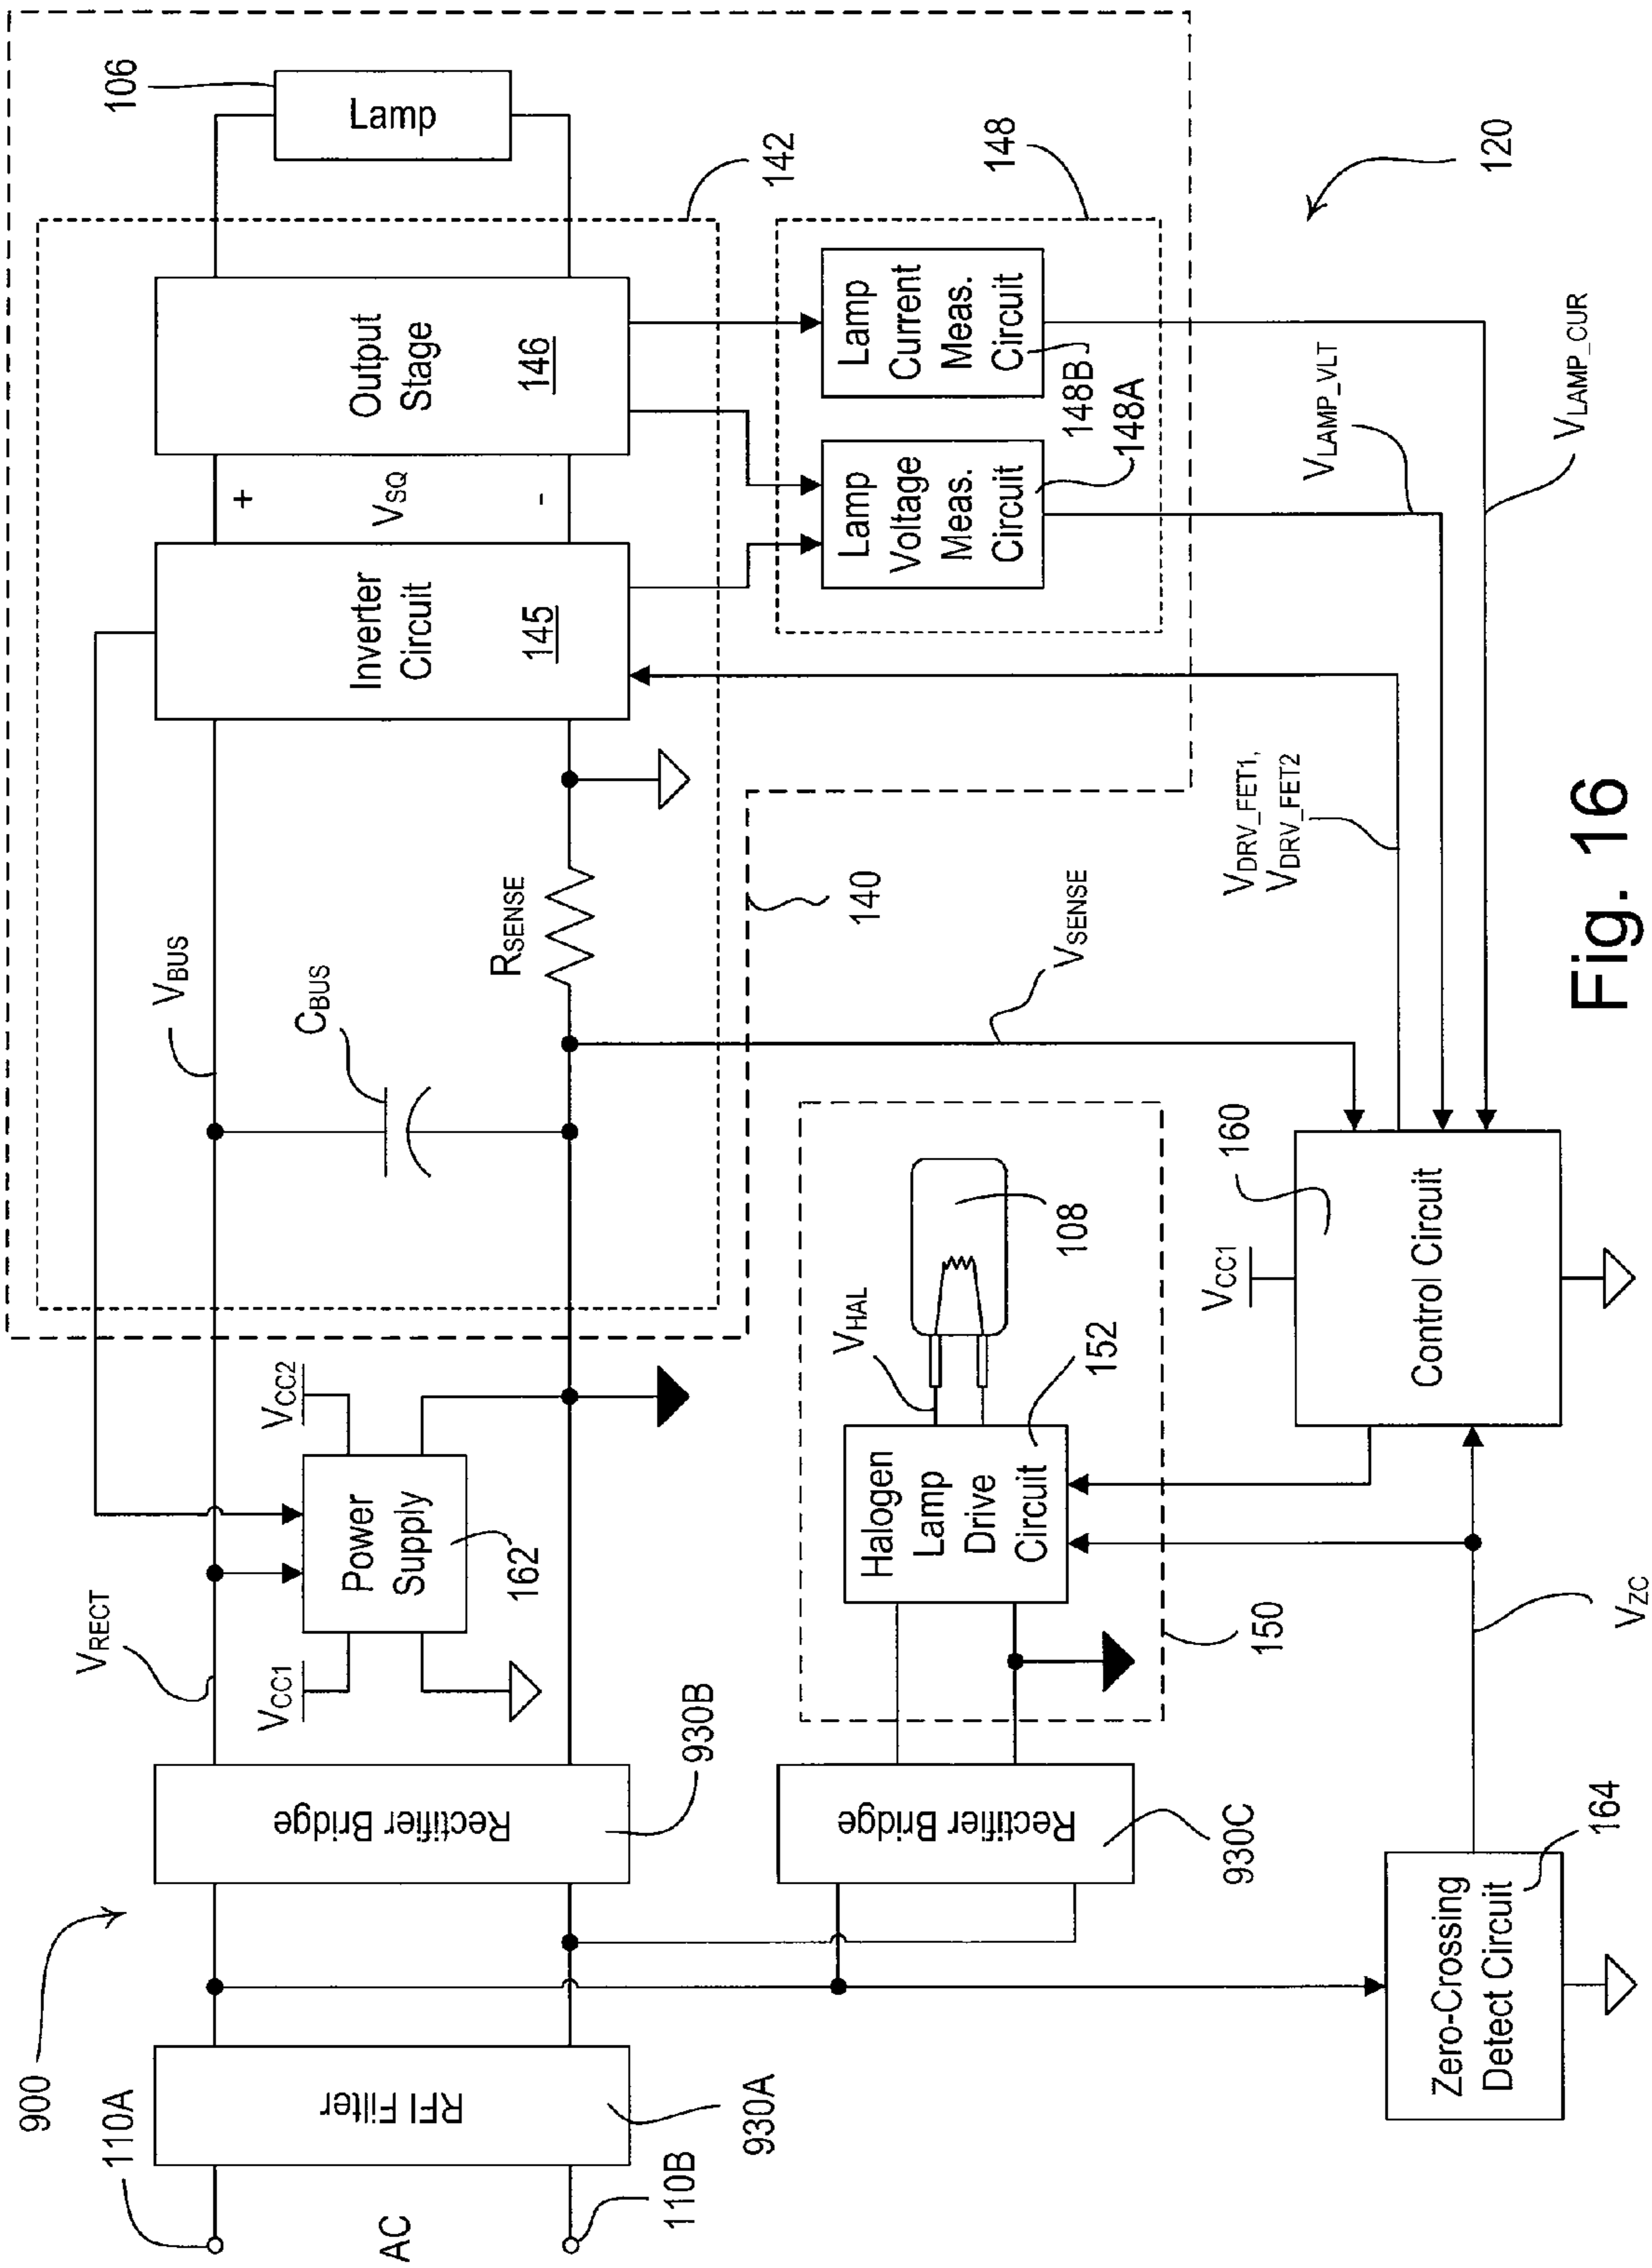 900
110A
AC
110B
RFI Filter
930A
Rectifier Bridge
930B
VRECT
VCC1
VCC2
Power
Supply
162
VBUS
CBUS
RSENSE
Inverter
Circuit
145
+
VSQ
-
Output
Stage
146
Lamp
106
142
148
Lamp
Voltage
Meas.
Circuit
148A
Lamp
Current
Meas.
Circuit
148B
140
120
Rectifier Bridge
930C
Halogen
Lamp
Drive
Circuit
152
VHAL
108
150
VSENSE
VDRV_FET1,
VDRV_FET2
VLAMP_VLT
VLAMP_CUR
Zero-Crossing
Detect Circuit
164
VZC
VCC1
160
Control Circuit
Fig. 16